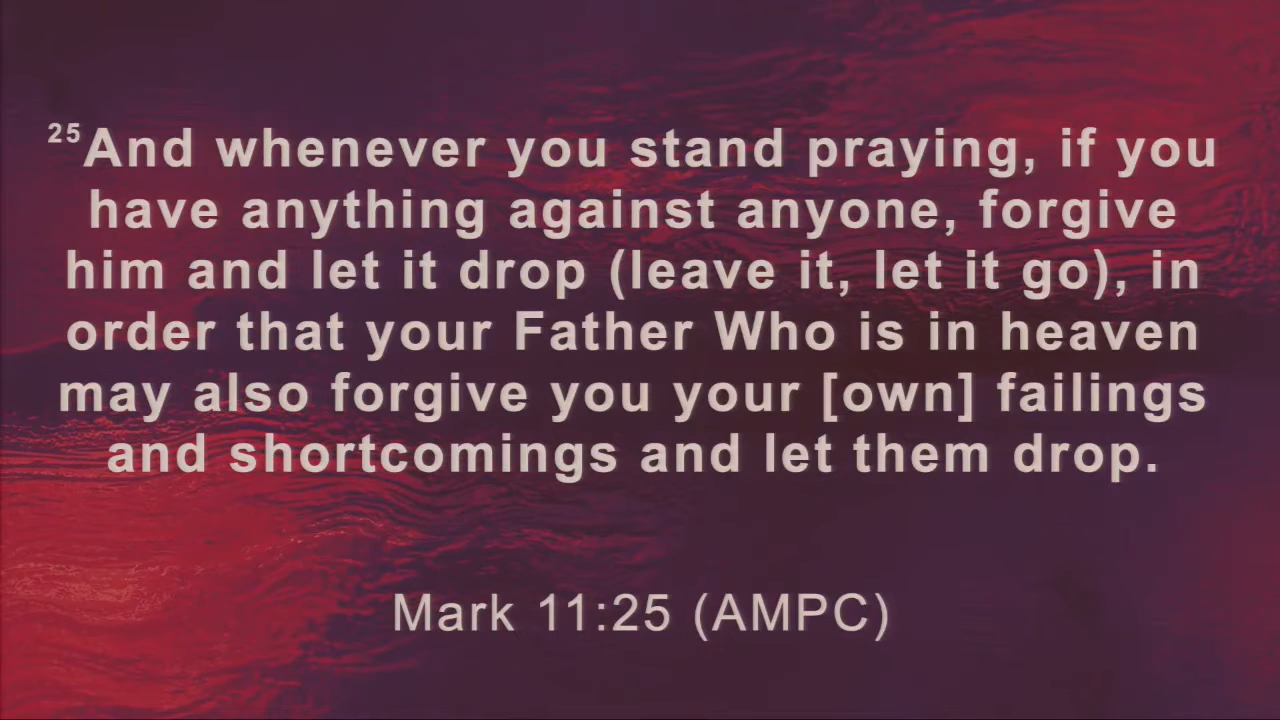 25And whenever you stand praying, if you
have anything against anyone, forgive
him and let it drop (leave it, let it go), in
order that your Father Who is in heaven
may also forgive you your [own] failings
and shortcomings and let them drop.
Mark 11:25 (AMPC)